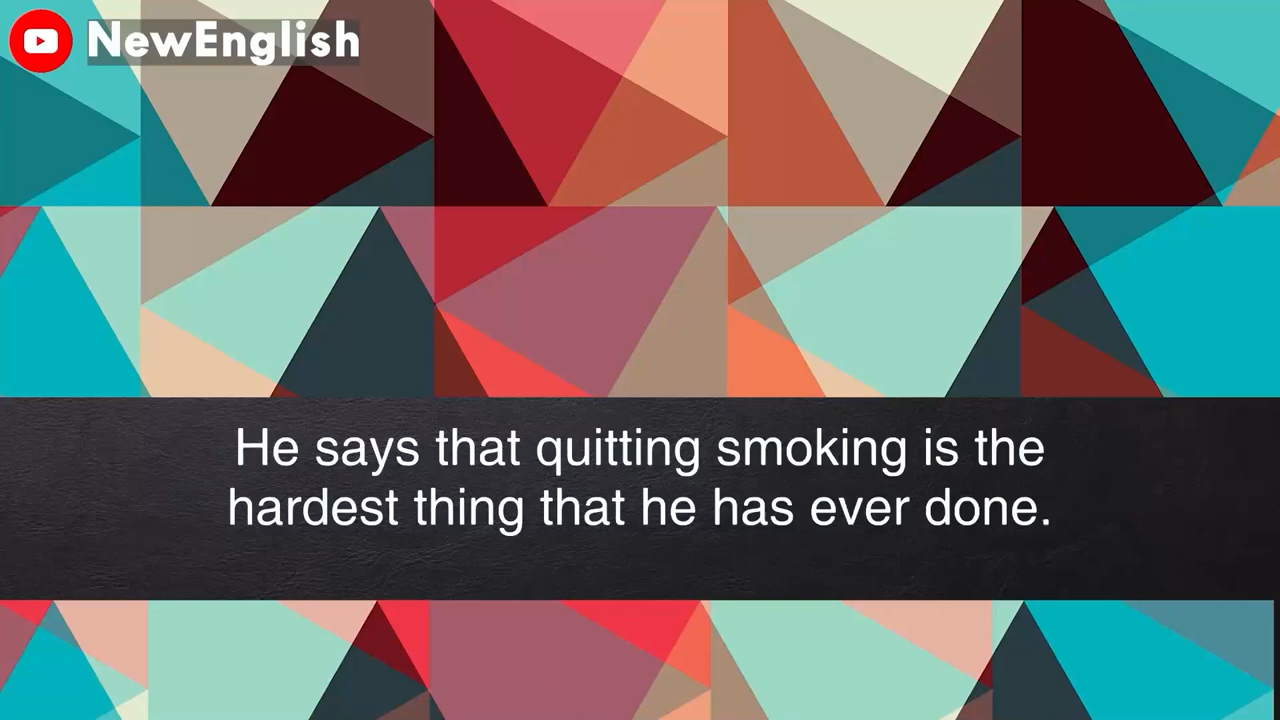 NewEnglish
He says that quitting smoking is the
hardest thing that he has ever done.